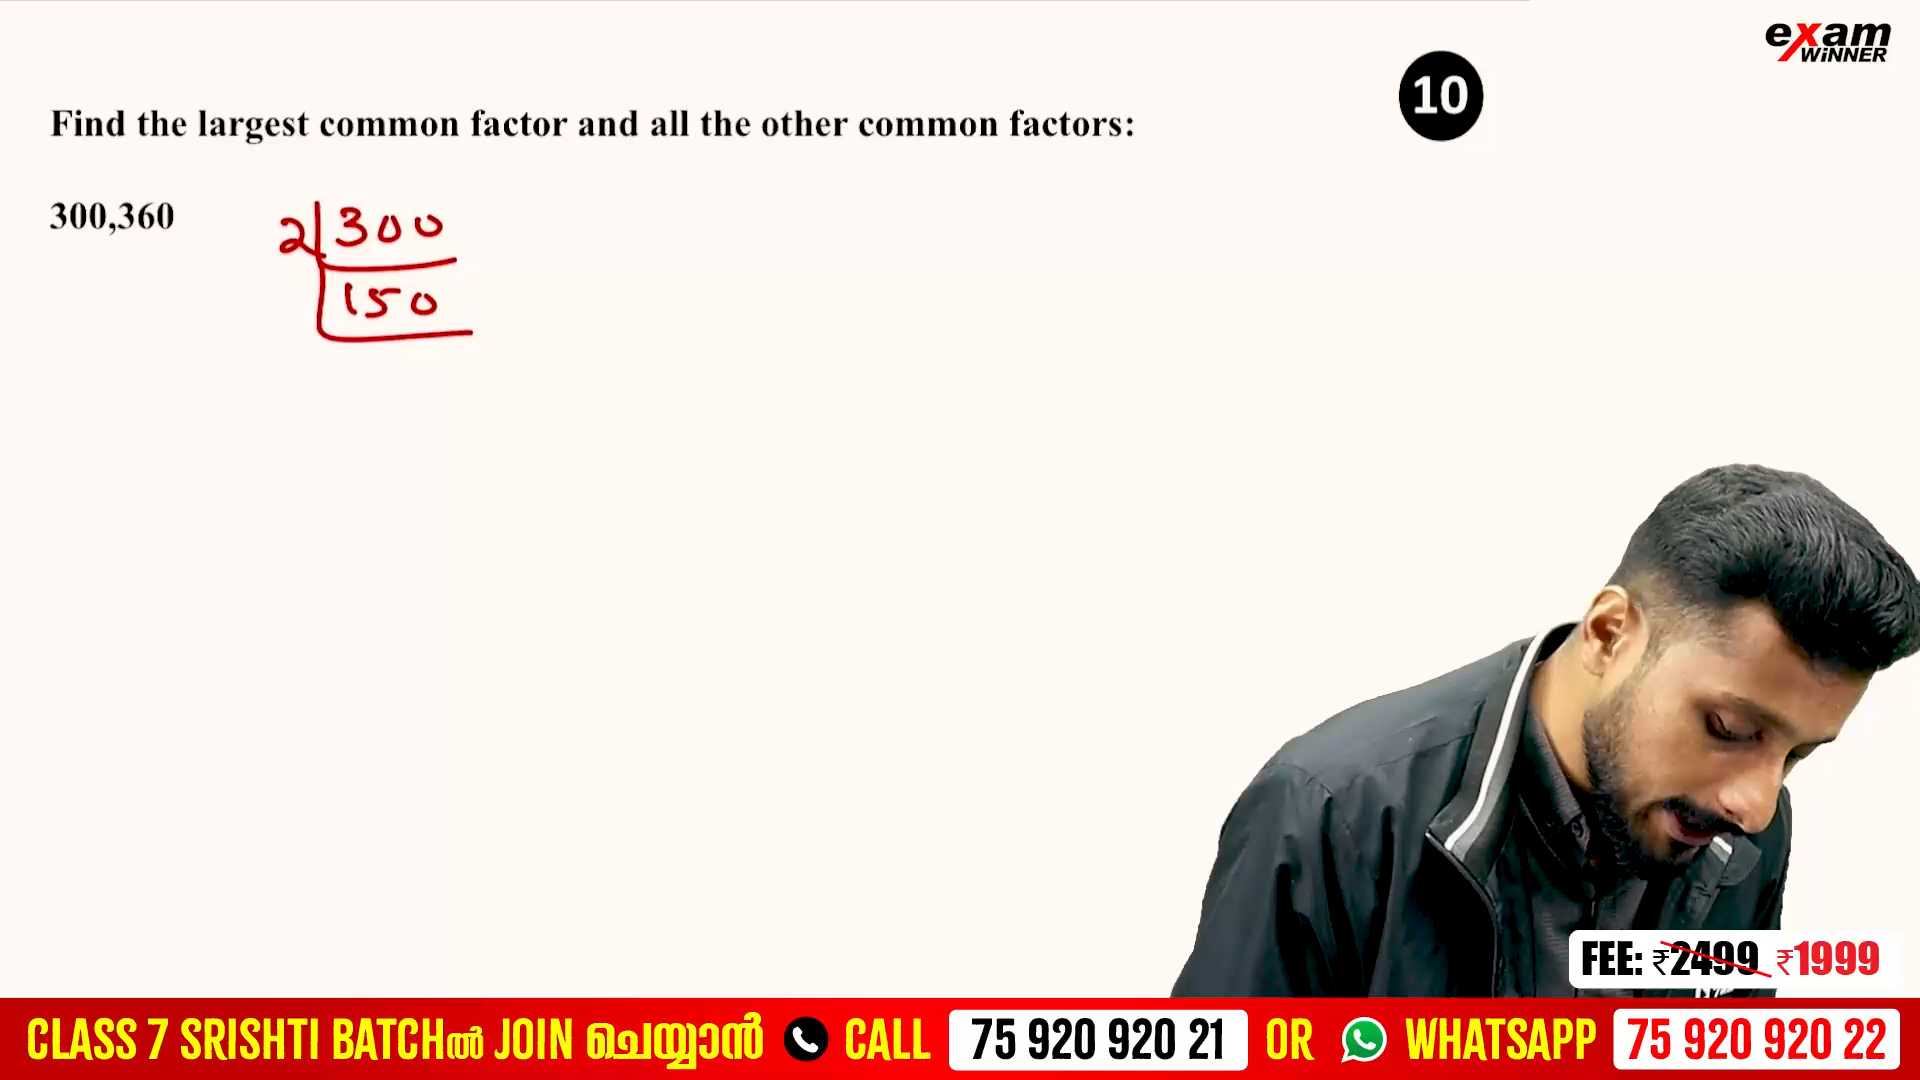 exam
WiNNER
10
Find the largest common factor and all the other common factors:
300,360
2 300
150
FEE: ₹2499 ₹1999
CLASS 7 SRISHTI BATCHൽ JOIN ചെയ്യാൻ CALL 75 920 920 21 OR WHATSAPP 75 920 920 22